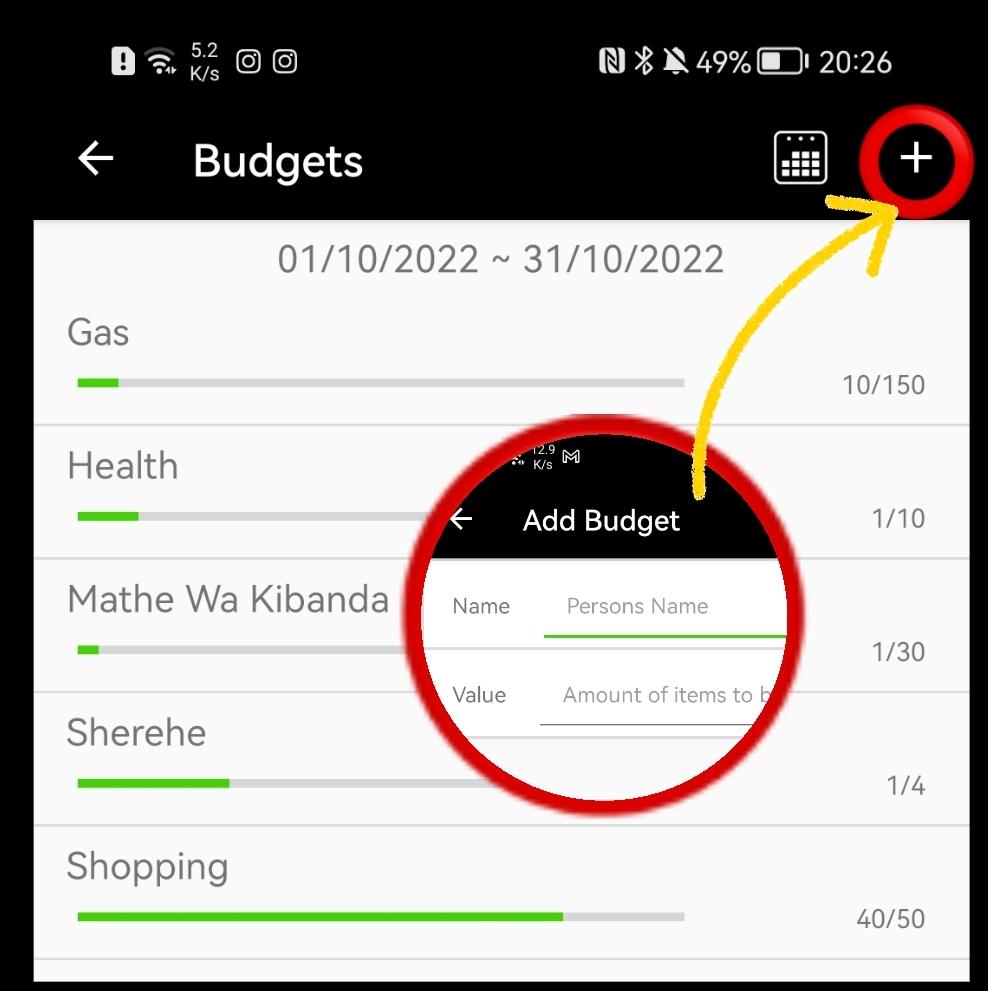 5.2
K/s
49%
20:26
Budgets
01/10/2022 ~ 31/10/2022
Gas
10/150
Health
1/10
Mathe Wa Kibanda
1/30
Sherehe
1/4
Shopping
40/50
12.9
K/s
Add Budget
Name
Persons Name
Value
Amount of items to b